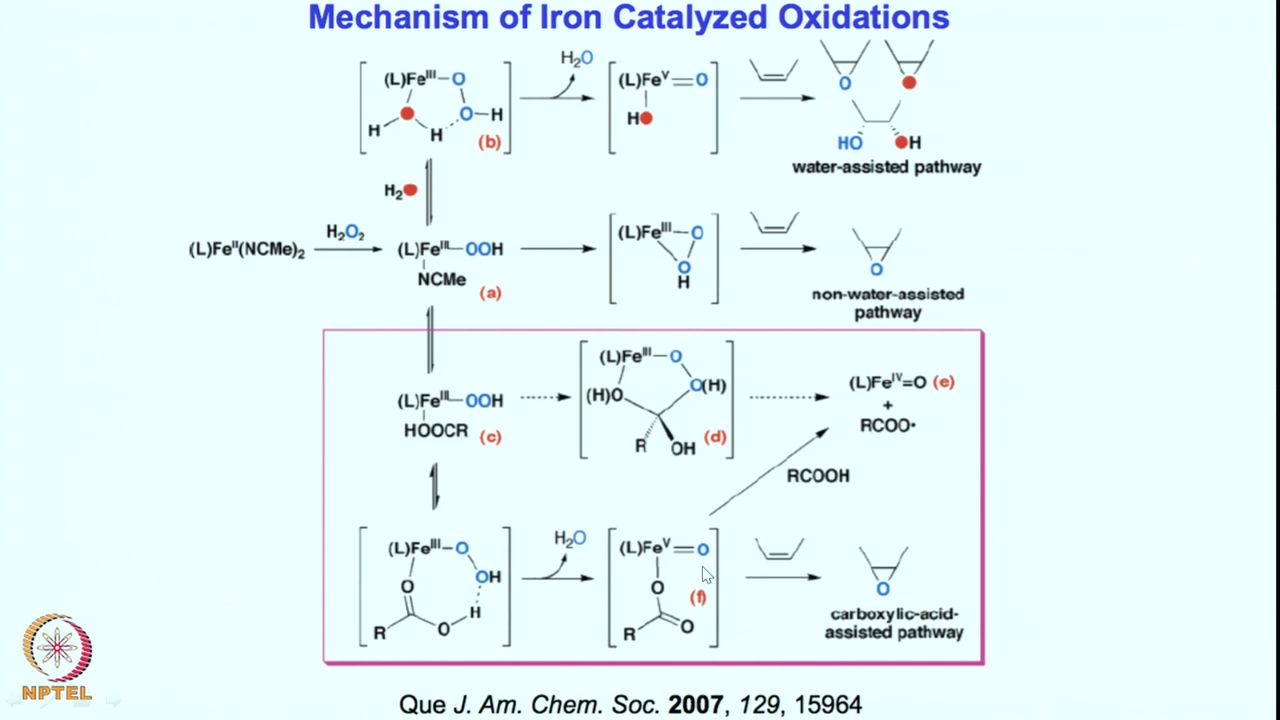 Mechanism of Iron Catalyzed Oxidations
(L)Feᴵᴵᴵ—O
H
H
O—H
(b)
H₂O
(L)Feⱽ=O
H
O
HO
H
water-assisted pathway
H₂
(L)Feᴵᴵ(NCMe)₂
H₂O₂
(L)Feᴵᴵᴵ—OOH
NCMe
(a)
(L)Feᴵᴵᴵ—O
O
H
O
non-water-assisted
pathway
(L)Feᴵᴵᴵ—OOH
HOOCR
(c)
(L)Feᴵᴵᴵ—O
(H)O
O(H)
R
OH
(d)
(L)Feᴵⱽ=O (e)
+
RCOO•
RCOOH
(L)Feᴵᴵᴵ—O
OH
O
H
R
O
H₂O
(L)Feⱽ=O
O
R
O
(f)
O
carboxylic-acid-
assisted pathway
NPTEL
Que J. Am. Chem. Soc. 2007, 129, 15964